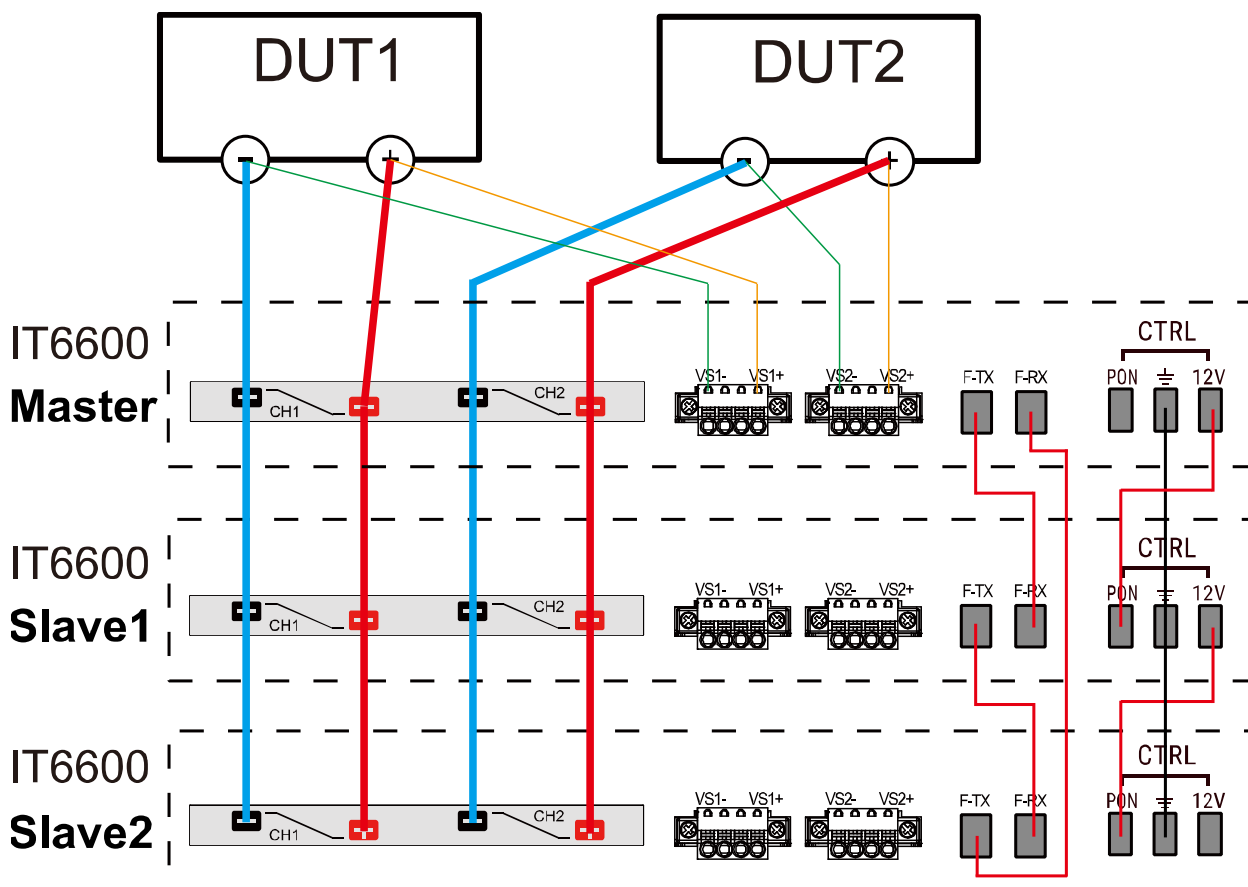 DUT1 DUT2
- + - +
IT6600
Master
CH1 CH2
VS1- VS1+ VS2- VS2+
F-TX F-RX
CTRL
PON 12V
IT6600
Slave1
CH1 CH2
VS1- VS1+ VS2- VS2+
F-TX F-RX
CTRL
PON 12V
IT6600
Slave2
CH1 CH2
VS1- VS1+ VS2- VS2+
F-TX F-RX
CTRL
PON 12V